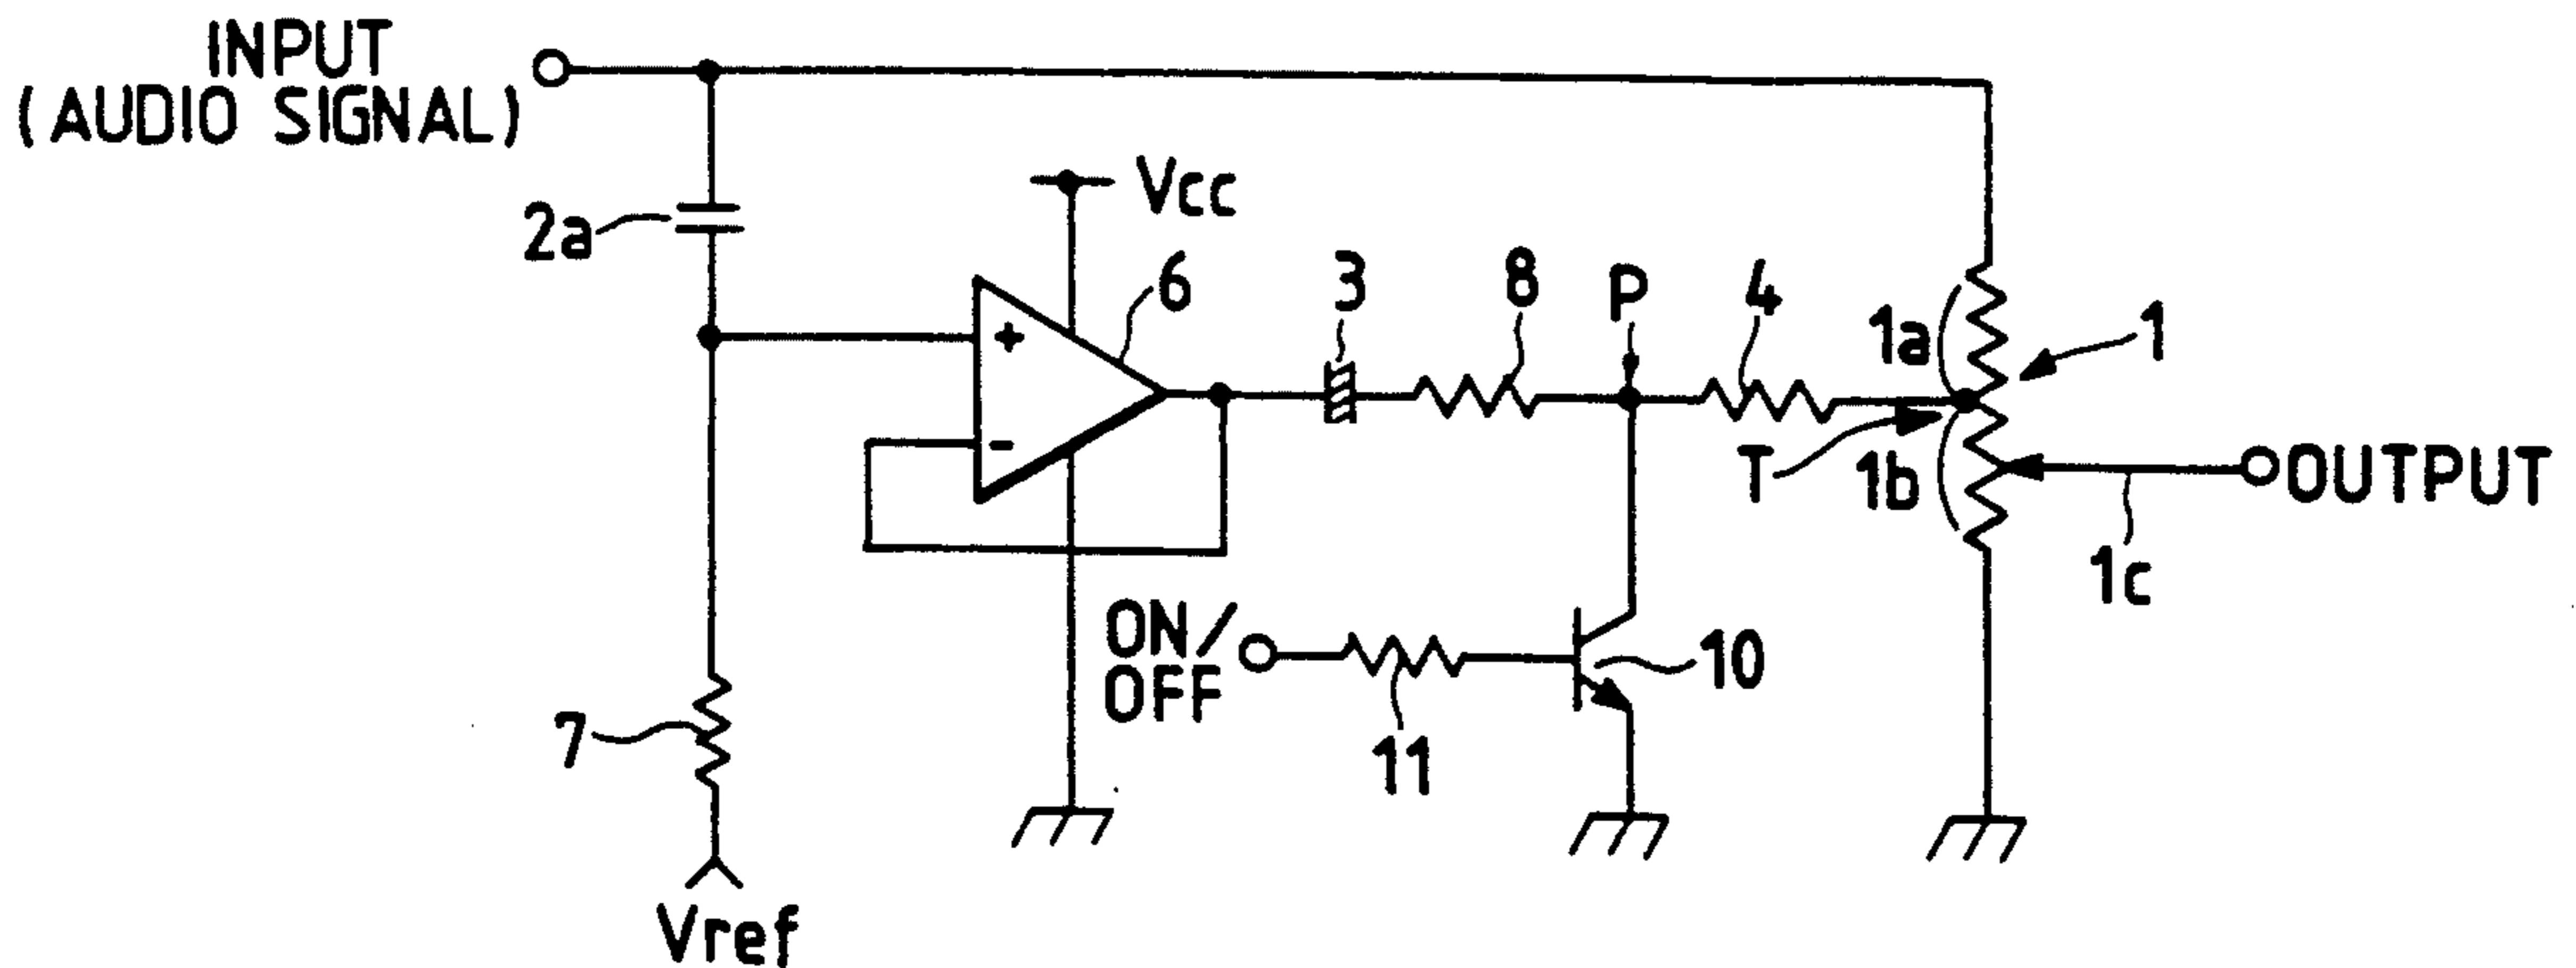 INPUT
(AUDIO SIGNAL)
Vcc
2a
6
3
8
P
4
1a
1
+
-
T
1b
OUTPUT
1c
ON/
OFF
10
11
7
Vref